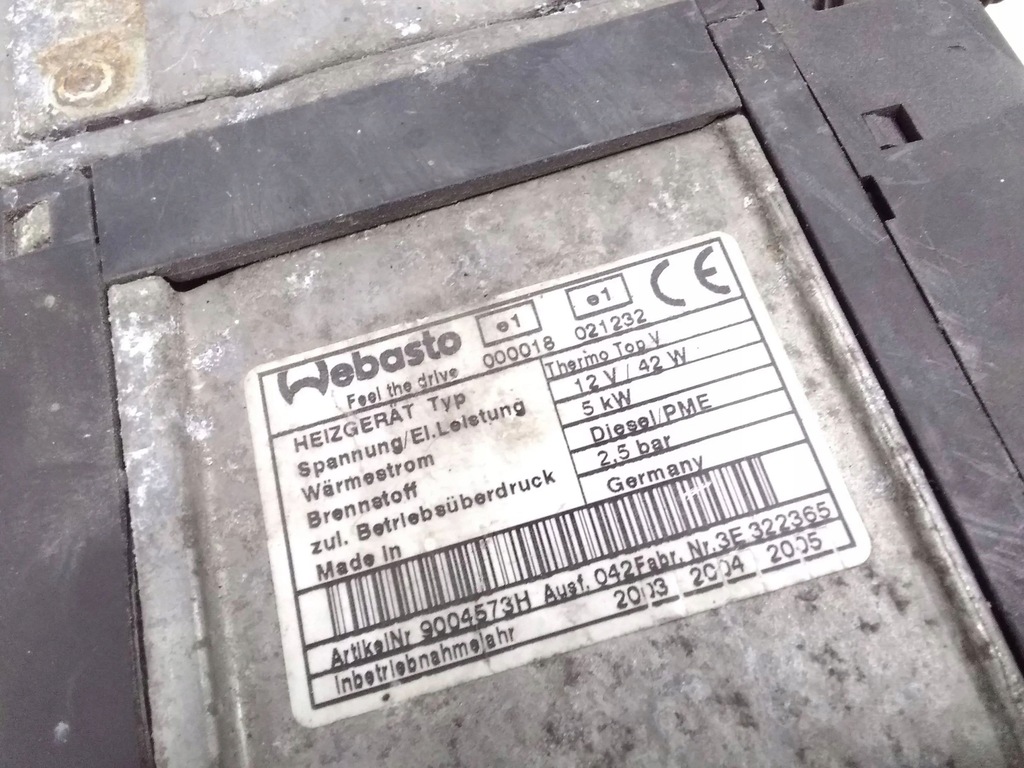 Webasto
Feel the drive
e1
000018
e1
021232
CE
HEIZGERÄT Typ Thermo Top V
Spannung/El.Leistung 12 V / 42 W
Wärmestrom 5 kW
Brennstoff Diesel/PME
zul. Betriebsüberdruck 2.5 bar
Made in Germany
ArtikelNr 9004573H Ausf. 042 Fabr. Nr. 3E 322365
Inbetriebnahmejahr 2003 2004 2005